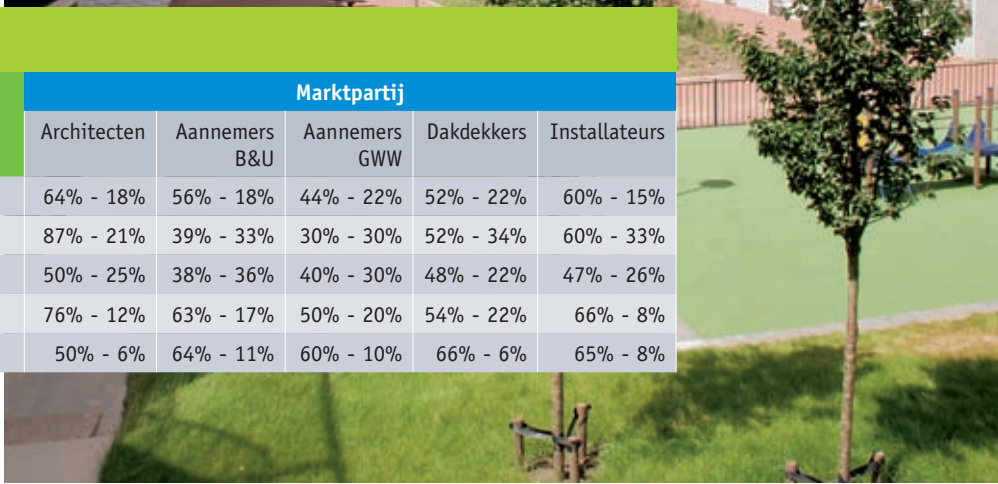 Marktpartij
Architecten Aannemers B&U Aannemers GWW Dakdekkers Installateurs
64% - 18% 56% - 18% 44% - 22% 52% - 22% 60% - 15%
87% - 21% 39% - 33% 30% - 30% 52% - 34% 60% - 33%
50% - 25% 38% - 36% 40% - 30% 48% - 22% 47% - 26%
76% - 12% 63% - 17% 50% - 20% 54% - 22% 66% - 8%
50% - 6% 64% - 11% 60% - 10% 66% - 6% 65% - 8%